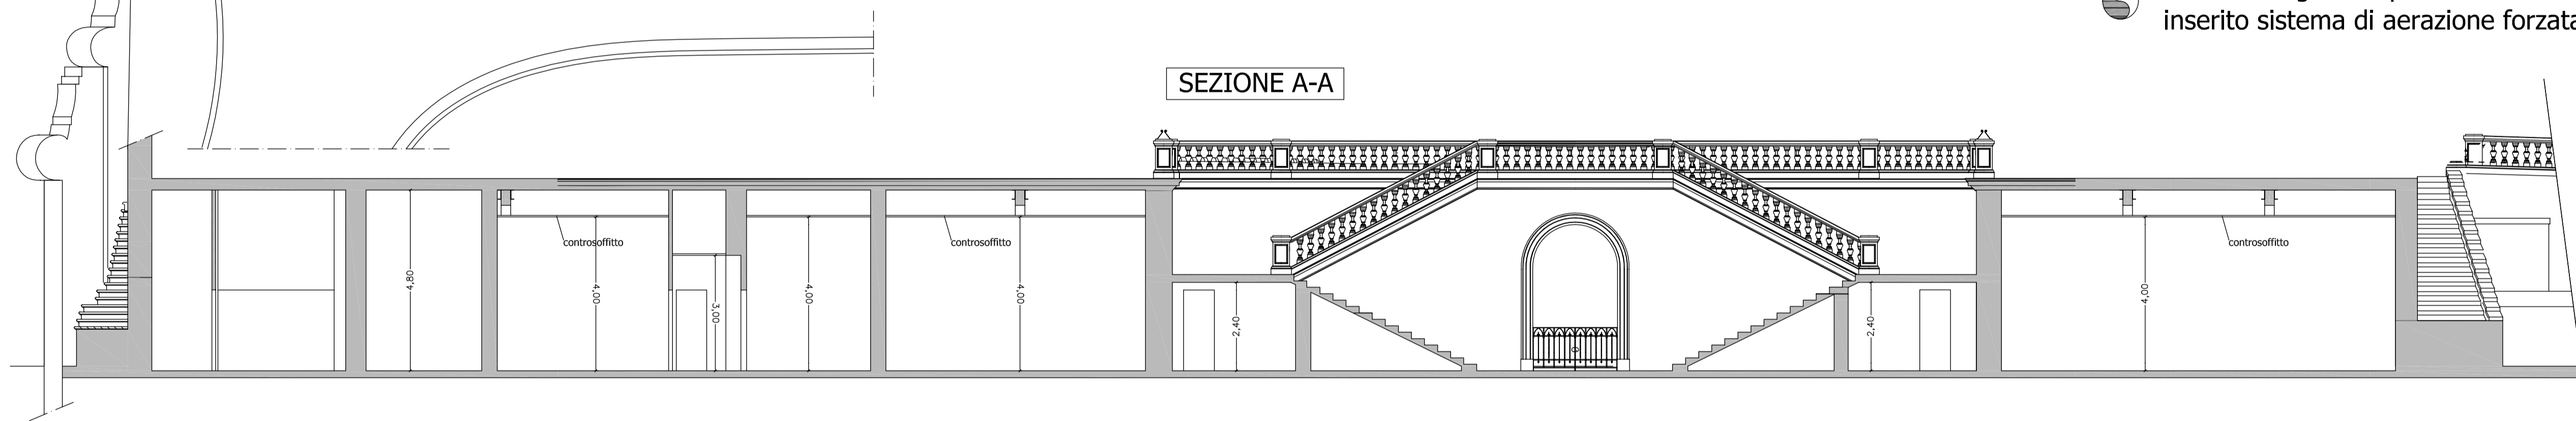 inserito sistema di aerazione forzata
SEZIONE A-A
controsoffitto
controsoffitto
controsoffitto
4,80
4,00
3,00
4,00
4,00
2,40
2,40
4,00